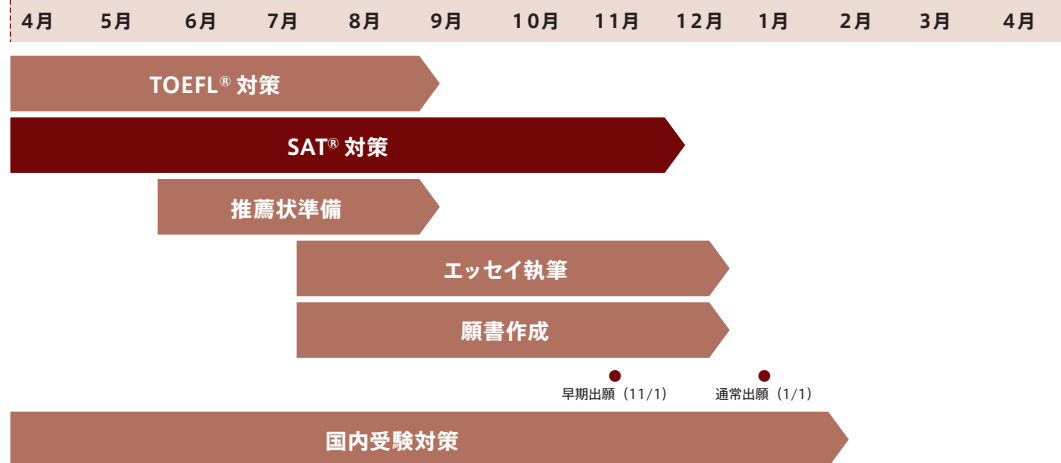 4月 5月 6月 7月 8月 9月 10月 11月 12月 1月 2月 3月 4月
TOEFL® 対策
SAT® 対策
推薦状準備
エッセイ執筆
願書作成
早期出願（11/1） 通常出願（1/1）
国内受験対策